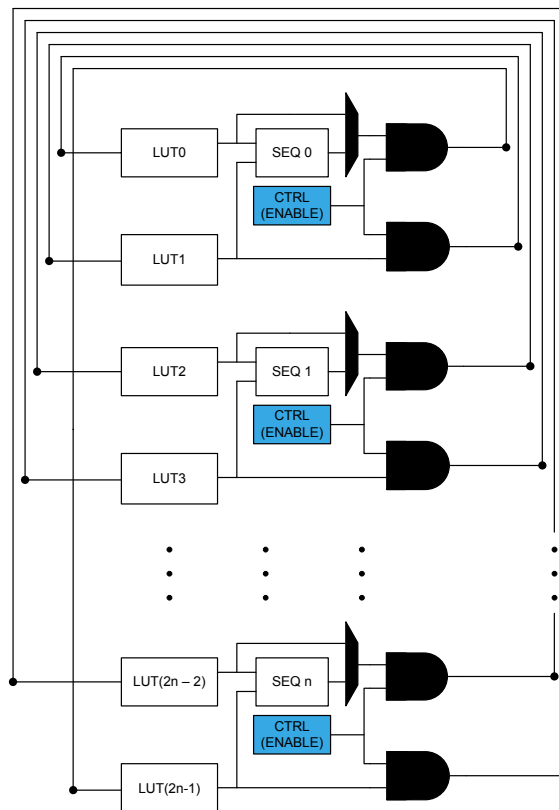 LUT0
SEQ 0
CTRL
(ENABLE)
LUT1
LUT2
SEQ 1
CTRL
(ENABLE)
LUT3
LUT(2n – 2)
SEQ n
CTRL
(ENABLE)
LUT(2n-1)